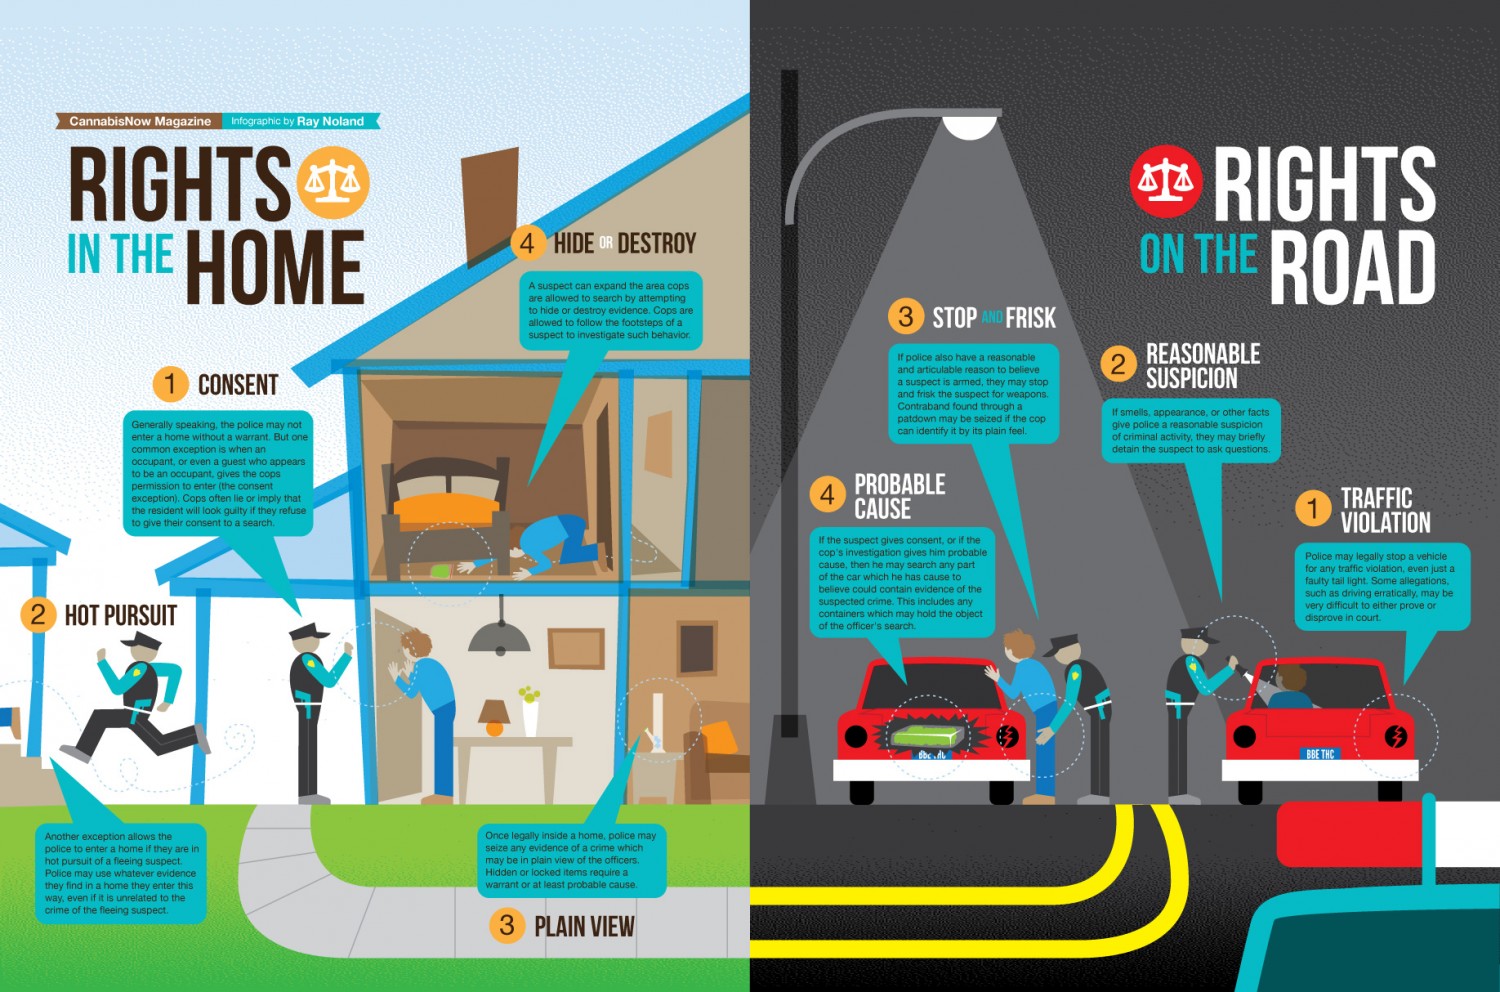 CannabisNow Magazine
Infographic by Ray Noland
RIGHTS
IN THE HOME
1 CONSENT
Generally speaking, the police may not
enter a home without a warrant. But one
common exception is when an
occupant, or even a guest who appears
to be an occupant, gives the cops
permission to enter (the consent
exception). Cops often lie or imply that
the resident will look guilty if they refuse
to give their consent to a search.
2 HOT PURSUIT
Another exception allows the
police to enter a home if they are in
hot pursuit of a fleeing suspect.
Police may use whatever evidence
they find in a home they enter this
way, even if it is unrelated to the
crime of the fleeing suspect.
Once legally inside a home, police may
seize any evidence of a crime which
may be in plain view of the officers.
Hidden or locked items require a
warrant or at least probable cause.
3 PLAIN VIEW
4 HIDE OR DESTROY
A suspect can expand the area cops
are allowed to search by attempting
to hide or destroy evidence. Cops are
allowed to follow the footsteps of a
suspect to investigate such behavior.
RIGHTS
ON THE ROAD
1 TRAFFIC
VIOLATION
Police may legally stop a vehicle
for any traffic violation, even just a
faulty tail light. Some allegations,
such as driving erratically, may be
very difficult to either prove or
disprove in court.
2 REASONABLE
SUSPICION
If smells, appearance, or other facts
give police a reasonable suspicion
of criminal activity, they may briefly
detain the suspect to ask questions.
3 STOP AND FRISK
If police also have a reasonable
and articulable reason to believe
a suspect is armed, they may stop
and frisk the suspect for weapons.
Contraband found through a
patdown may be seized if the cop
can identify it by its plain feel.
4 PROBABLE
CAUSE
If the suspect gives consent, or if the
cop's investigation gives him probable
cause, then he may search any part
of the car which he has cause to
believe could contain evidence of the
suspected crime. This includes any
containers which may hold the object
of the officer's search.
BBE THC
BBE THC